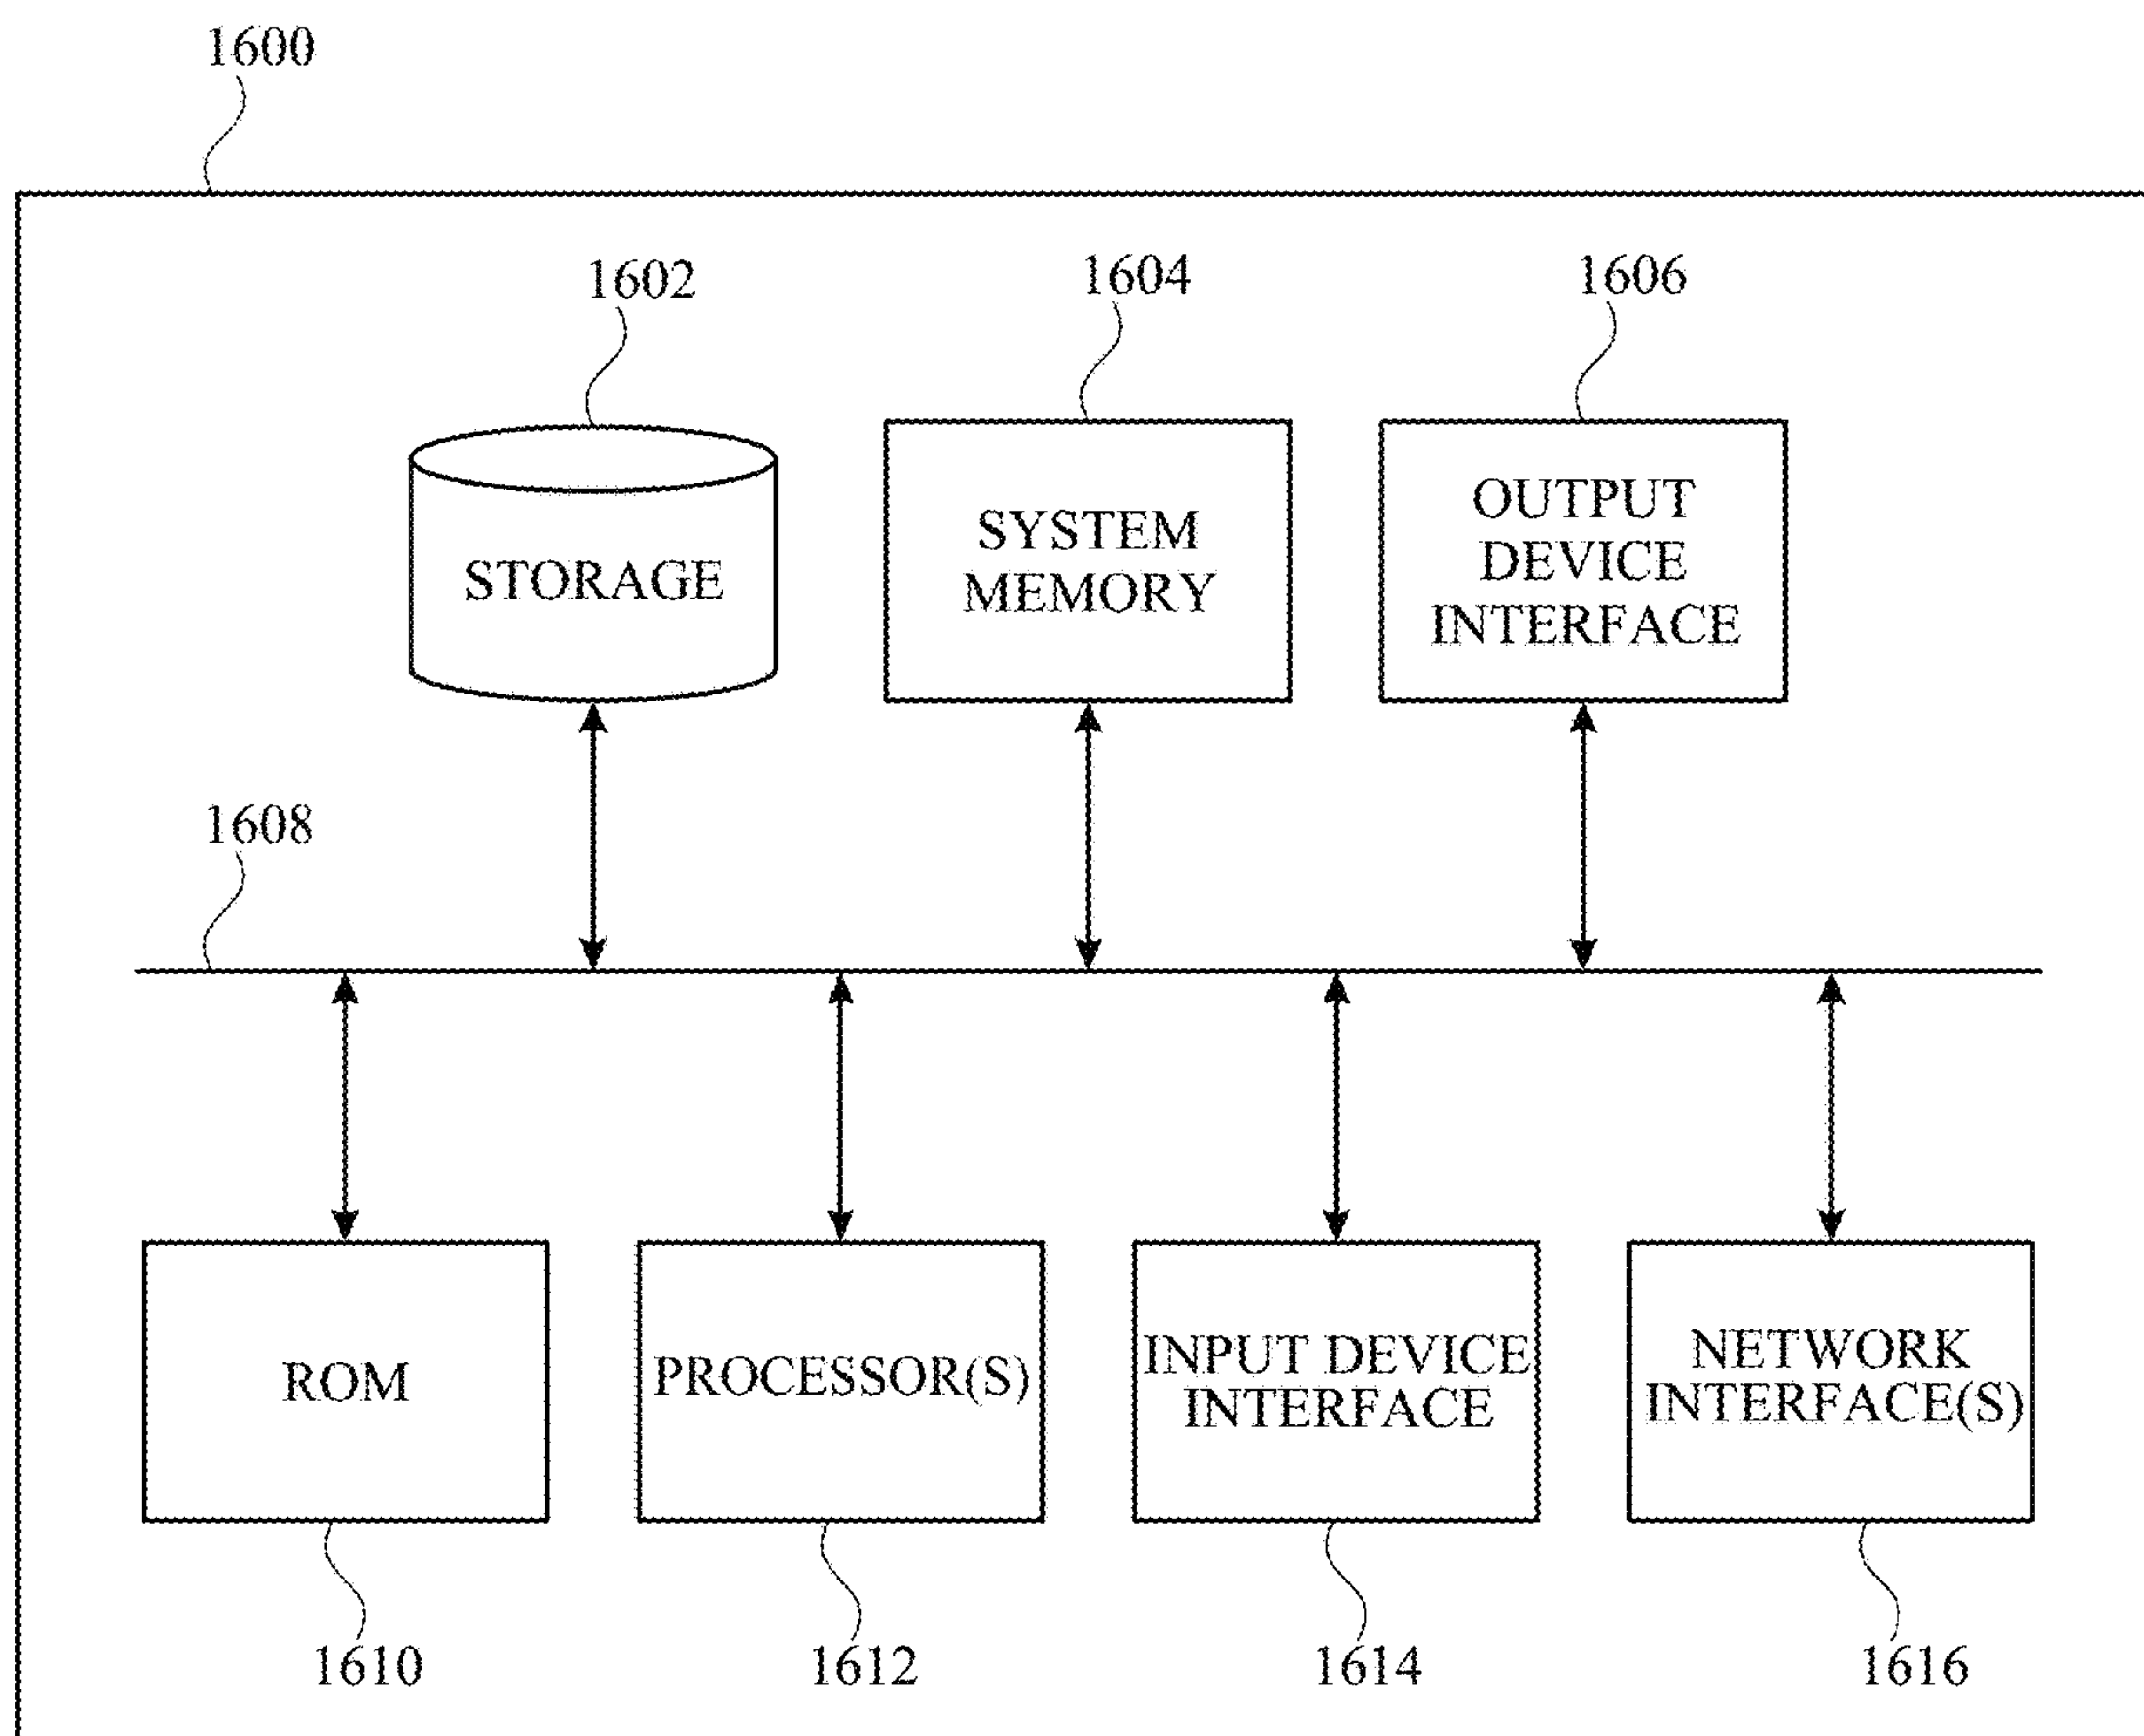 1600
1602
1604
1606
STORAGE
SYSTEM
MEMORY
OUTPUT
DEVICE
INTERFACE
1608
ROM
PROCESSOR(S)
INPUT DEVICE
INTERFACE
NETWORK
INTERFACE(S)
1610
1612
1614
1616